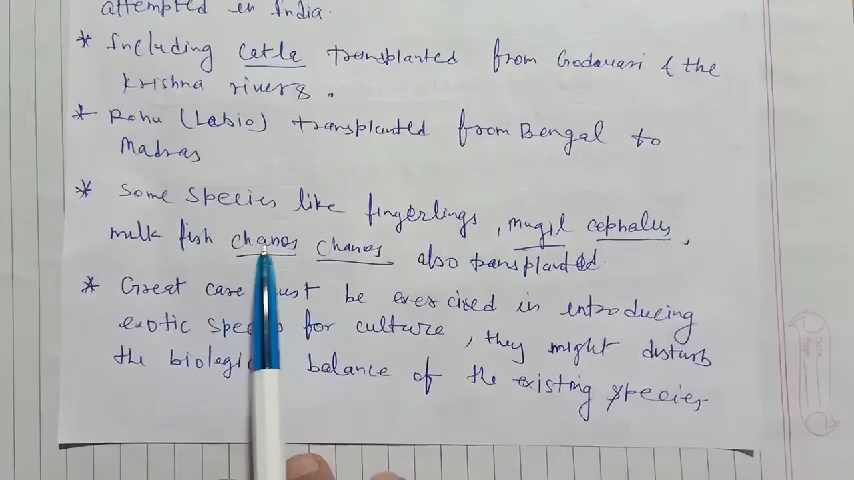 attempted in India.
* Including catla transplanted from Godavari & the
Krishna rivers.
* Rohu (Labio) transplanted from Bengal to
Madras
* Some species like fingerlings, mugil cephalus,
milk fish chanos chanos also transplanted
* Great care must be exercised in introducing
exotic species for culture, they might disturb
the biological balance of the existing species